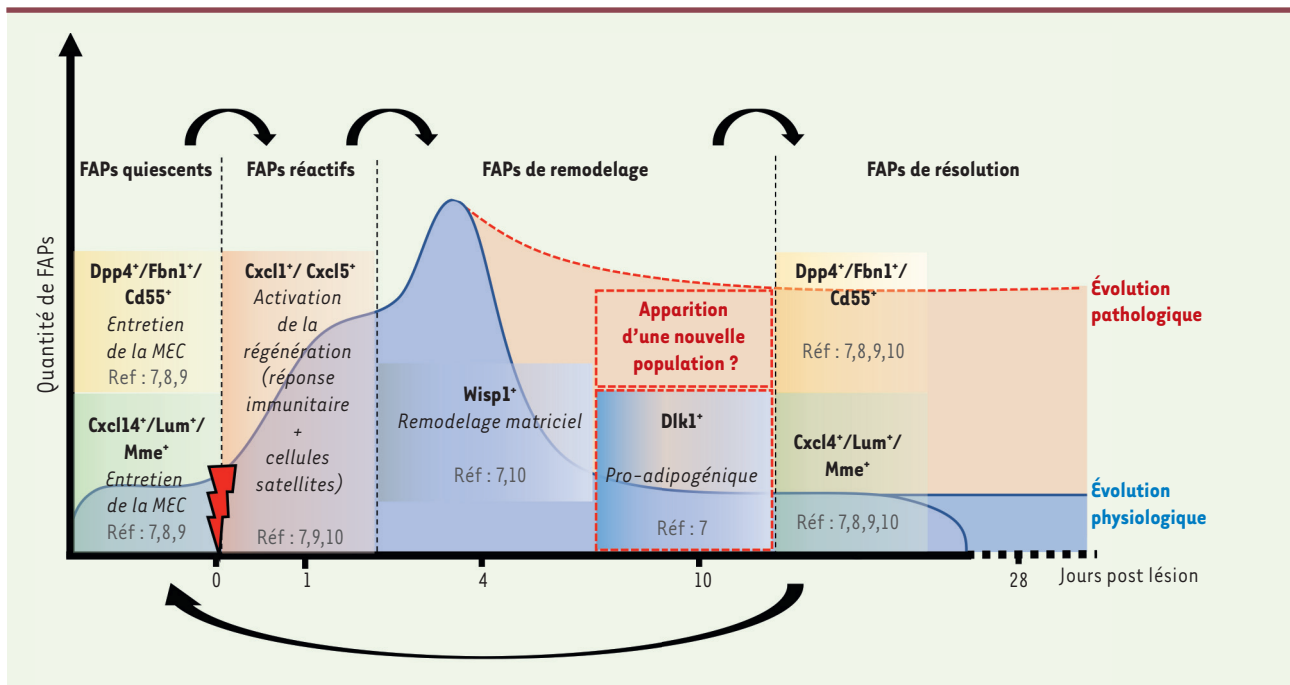 Quantité de FAPs
FAPs quiescents
FAPs réactifs
FAPs de remodelage
FAPs de résolution
Dpp4⁺/Fbn1⁺/
Cd55⁺
Entretien
de la MEC
Ref : 7,8,9
Cxcl14⁺/Lum⁺/
Mme⁺
Entretien
de la MEC
Réf : 7,8,9
Cxcl1⁺/ Cxcl5⁺
Activation
de la
régénération
(réponse
immunitaire
+
cellules
satellites)
Réf : 7,9,10
Wisp1⁺
Remodelage matriciel
Réf : 7,10
Apparition
d’une nouvelle
population ?
Dlk1⁺
Pro-adipogénique
Réf : 7
Dpp4⁺/Fbn1⁺/
Cd55⁺
Réf : 7,8,9,10
Cxcl4⁺/Lum⁺/
Mme⁺
Réf : 7,8,9,10
Évolution
pathologique
Évolution
physiologique
0
1
4
10
28
Jours post lésion